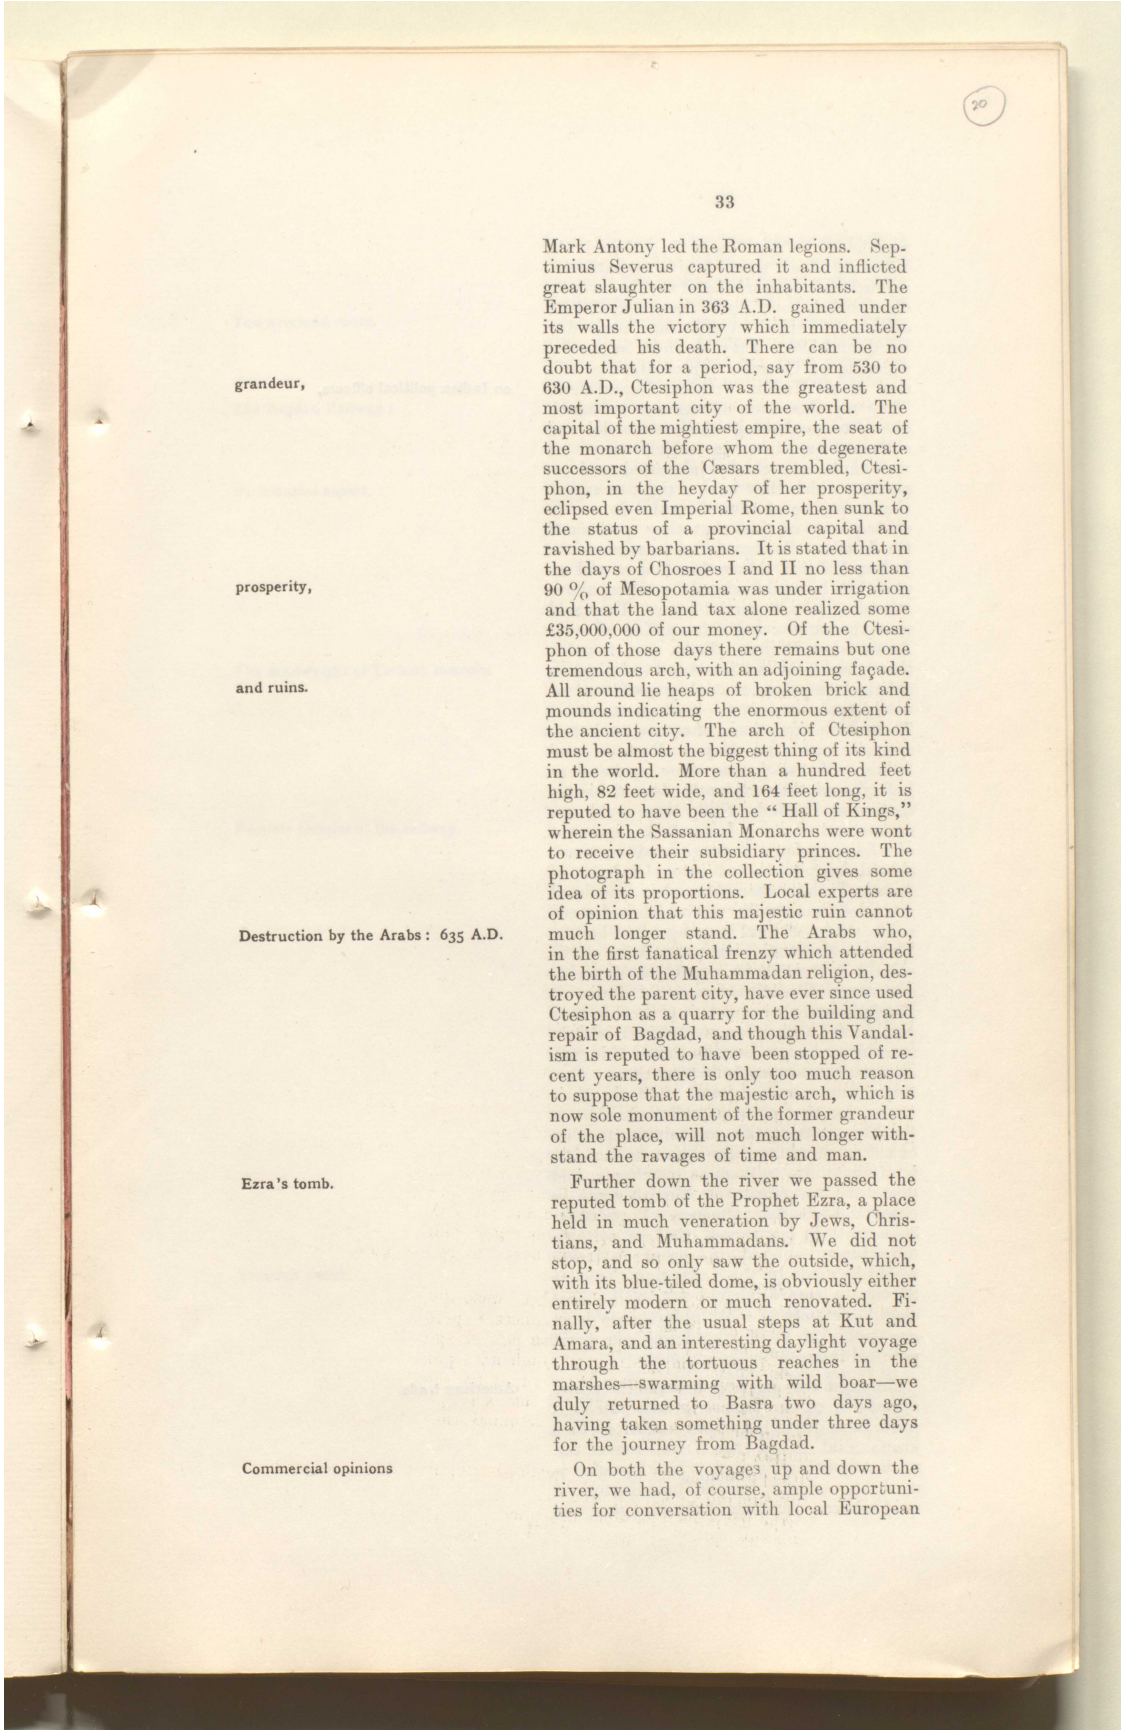 20
33
Mark Antony led the Roman legions. Sep-
timius Severus captured it and inflicted
great slaughter on the inhabitants. The
Emperor Julian in 363 A.D. gained under
its walls the victory which immediately
preceded his death. There can be no
doubt that for a period, say from 530 to
grandeur,
630 A.D., Ctesiphon was the greatest and
most important city of the world. The
capital of the mightiest empire, the seat of
the monarch before whom the degenerate
successors of the Cæsars trembled, Ctesi-
phon, in the heyday of her prosperity,
eclipsed even Imperial Rome, then sunk to
the status of a provincial capital and
ravished by barbarians. It is stated that in
the days of Chosroes I and II no less than
prosperity,
90 % of Mesopotamia was under irrigation
and that the land tax alone realized some
£35,000,000 of our money. Of the Ctesi-
phon of those days there remains but one
tremendous arch, with an adjoining façade.
and ruins.
All around lie heaps of broken brick and
mounds indicating the enormous extent of
the ancient city. The arch of Ctesiphon
must be almost the biggest thing of its kind
in the world. More than a hundred feet
high, 82 feet wide, and 164 feet long, it is
reputed to have been the “ Hall of Kings,”
wherein the Sassanian Monarchs were wont
to receive their subsidiary princes. The
photograph in the collection gives some
idea of its proportions. Local experts are
of opinion that this majestic ruin cannot
Destruction by the Arabs : 635 A.D.
much longer stand. The Arabs who,
in the first fanatical frenzy which attended
the birth of the Muhammadan religion, des-
troyed the parent city, have ever since used
Ctesiphon as a quarry for the building and
repair of Bagdad, and though this Vandal-
ism is reputed to have been stopped of re-
cent years, there is only too much reason
to suppose that the majestic arch, which is
now sole monument of the former grandeur
of the place, will not much longer with-
stand the ravages of time and man.
Ezra's tomb.
Further down the river we passed the
reputed tomb of the Prophet Ezra, a place
held in much veneration by Jews, Chris-
tians, and Muhammadans. We did not
stop, and so only saw the outside, which,
with its blue-tiled dome, is obviously either
entirely modern or much renovated. Fi-
nally, after the usual steps at Kut and
Amara, and an interesting daylight voyage
through the tortuous reaches in the
marshes—swarming with wild boar—we
duly returned to Basra two days ago,
having taken something under three days
for the journey from Bagdad.
Commercial opinions
On both the voyages up and down the
river, we had, of course, ample opportuni-
ties for conversation with local European